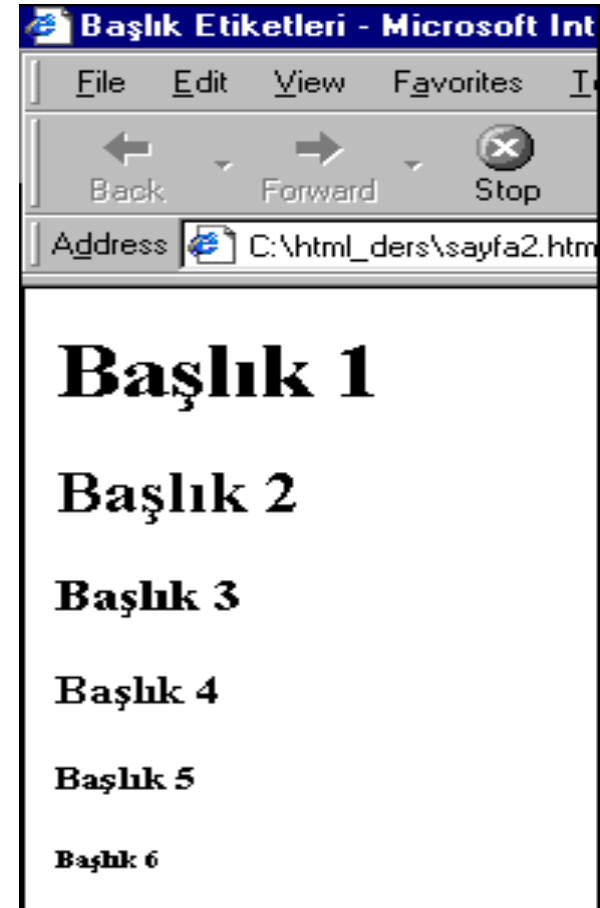 Başlık Etiketleri - Microsoft Int
File Edit View Favorites
Back Forward Stop
Address C:\html_ders\sayfa2.htm
Başlık 1
Başlık 2
Başlık 3
Başlık 4
Başlık 5
Başlık 6